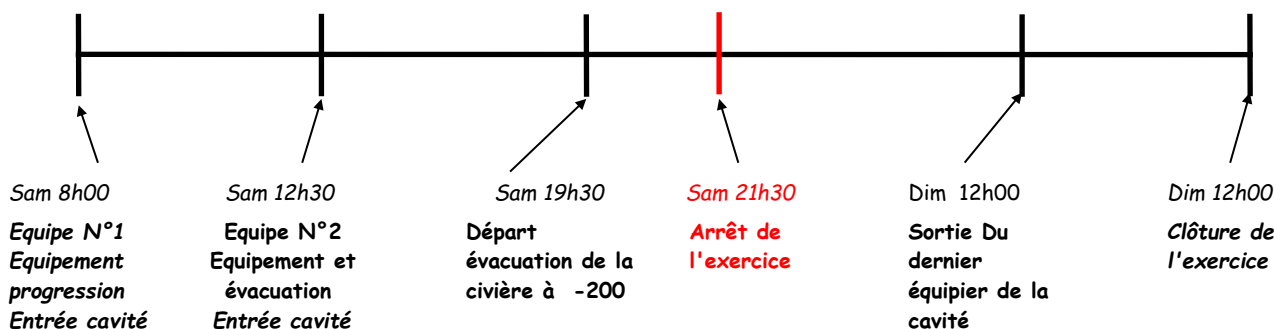 Sam 8h00
Equipe N°1
Equipement
progression
Entrée cavité
Sam 12h30
Equipe N°2
Equipement et
évacuation
Entrée cavité
Sam 19h30
Départ
évacuation de la
civière à -200
Sam 21h30
Arrêt de
l'exercice
Dim 12h00
Sortie Du
dernier
équipier de la
cavité
Dim 12h00
Clôture de
l'exercice